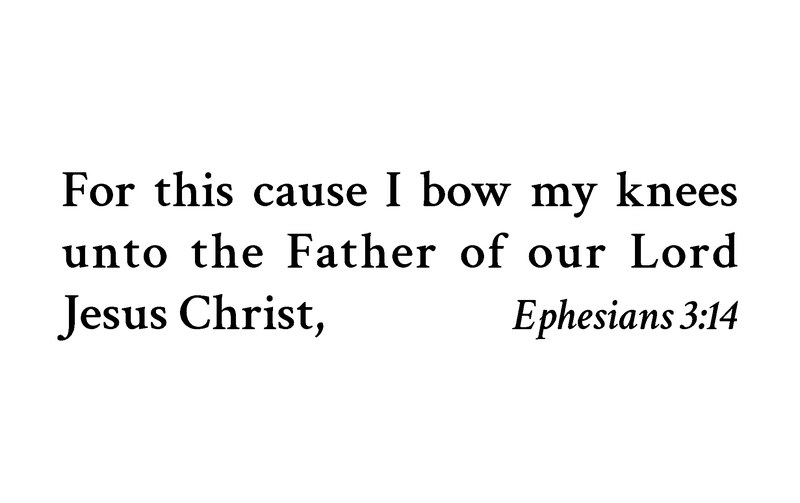 For this cause I bow my knees
unto the Father of our Lord
Jesus Christ, Ephesians 3:14